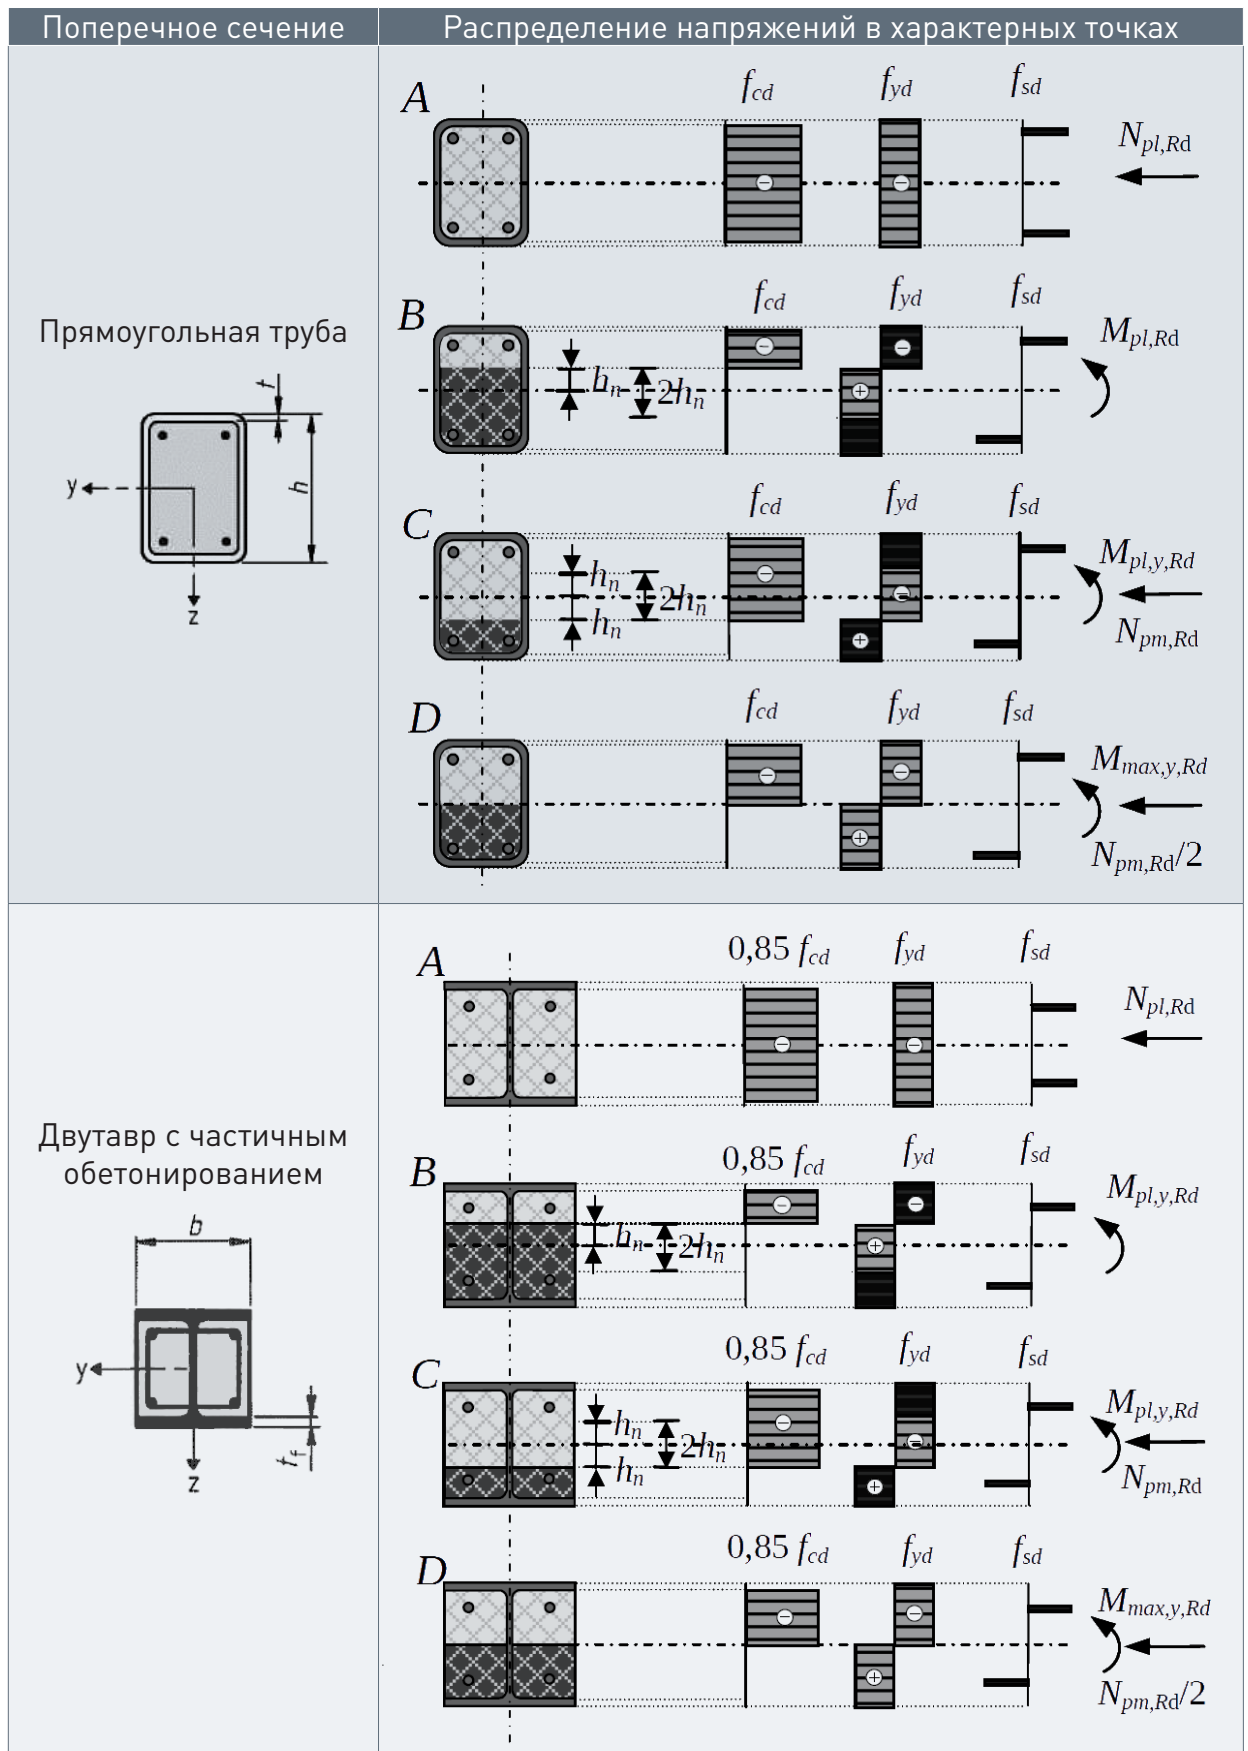 Поперечное сечение
Распределение напряжений в характерных точках
Прямоугольная труба
t
h
y
z
A
f_cd
f_yd
f_sd
N_pl,Rd
B
f_cd
f_yd
f_sd
h_n
2h_n
M_pl,Rd
C
f_cd
f_yd
f_sd
h_n
2h_n
h_n
M_pl,y,Rd
N_pm,Rd
D
f_cd
f_yd
f_sd
M_max,y,Rd
N_pm,Rd/2
Двутавр с частичным
обетонированием
b
y
t_f
z
A
0,85 f_cd
f_yd
f_sd
N_pl,Rd
B
0,85 f_cd
f_yd
f_sd
h_n
2h_n
M_pl,y,Rd
C
0,85 f_cd
f_yd
f_sd
h_n
2h_n
h_n
M_pl,y,Rd
N_pm,Rd
D
0,85 f_cd
f_yd
f_sd
M_max,y,Rd
N_pm,Rd/2